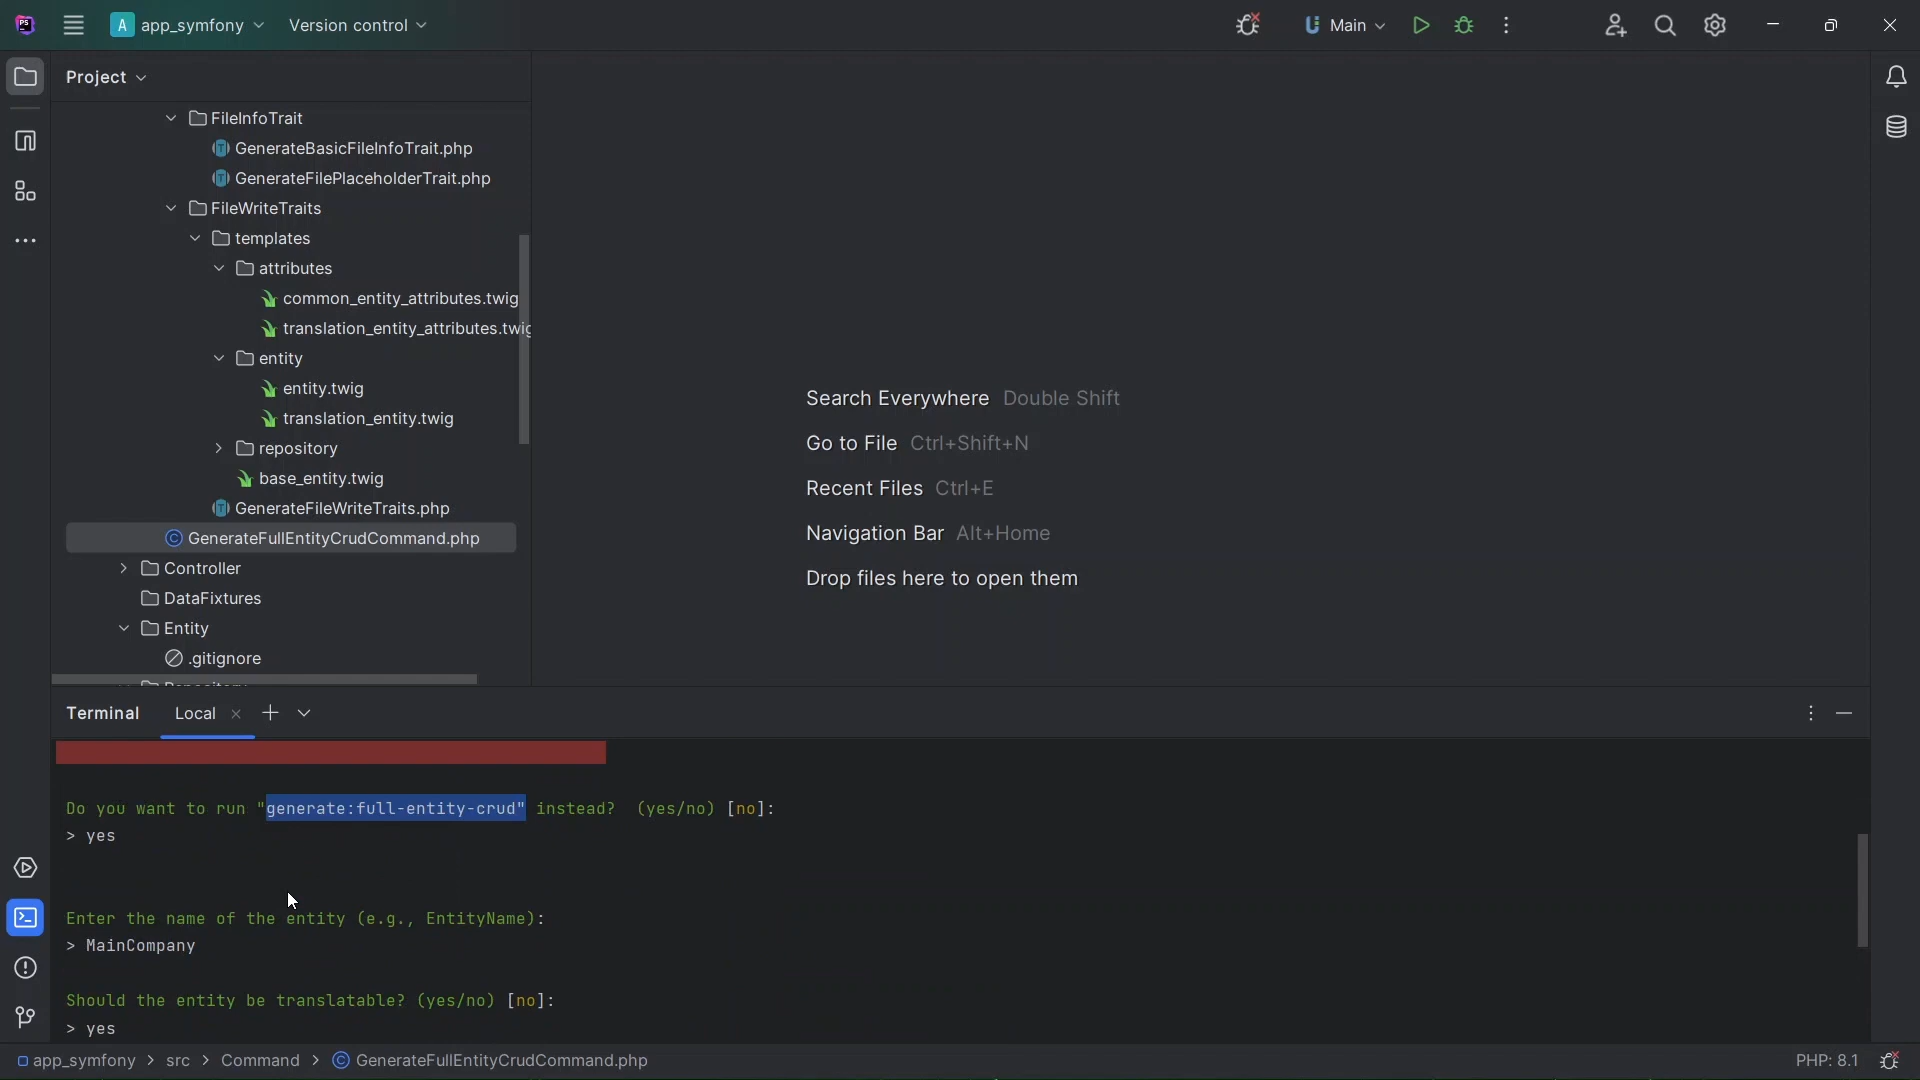 PS
A app_symfony
Version control
Main
Project
FileInfoTrait
GenerateBasicFileInfoTrait.php
GenerateFilePlaceholderTrait.php
FileWriteTraits
templates
attributes
common_entity_attributes.twig
translation_entity_attributes.twig
entity
entity.twig
translation_entity.twig
repository
base_entity.twig
GenerateFileWriteTraits.php
GenerateFullEntityCrudCommand.php
Controller
DataFixtures
Entity
.gitignore
Repository
Search Everywhere Double Shift
Go to File Ctrl+Shift+N
Recent Files Ctrl+E
Navigation Bar Alt+Home
Drop files here to open them
Terminal
Local
Do you want to run "generate:full-entity-crud" instead? (yes/no) [no]:
> yes
Enter the name of the entity (e.g., EntityName):
> MainCompany
Should the entity be translatable? (yes/no) [no]:
> yes
app_symfony > src > Command > GenerateFullEntityCrudCommand.php
PHP: 8.1